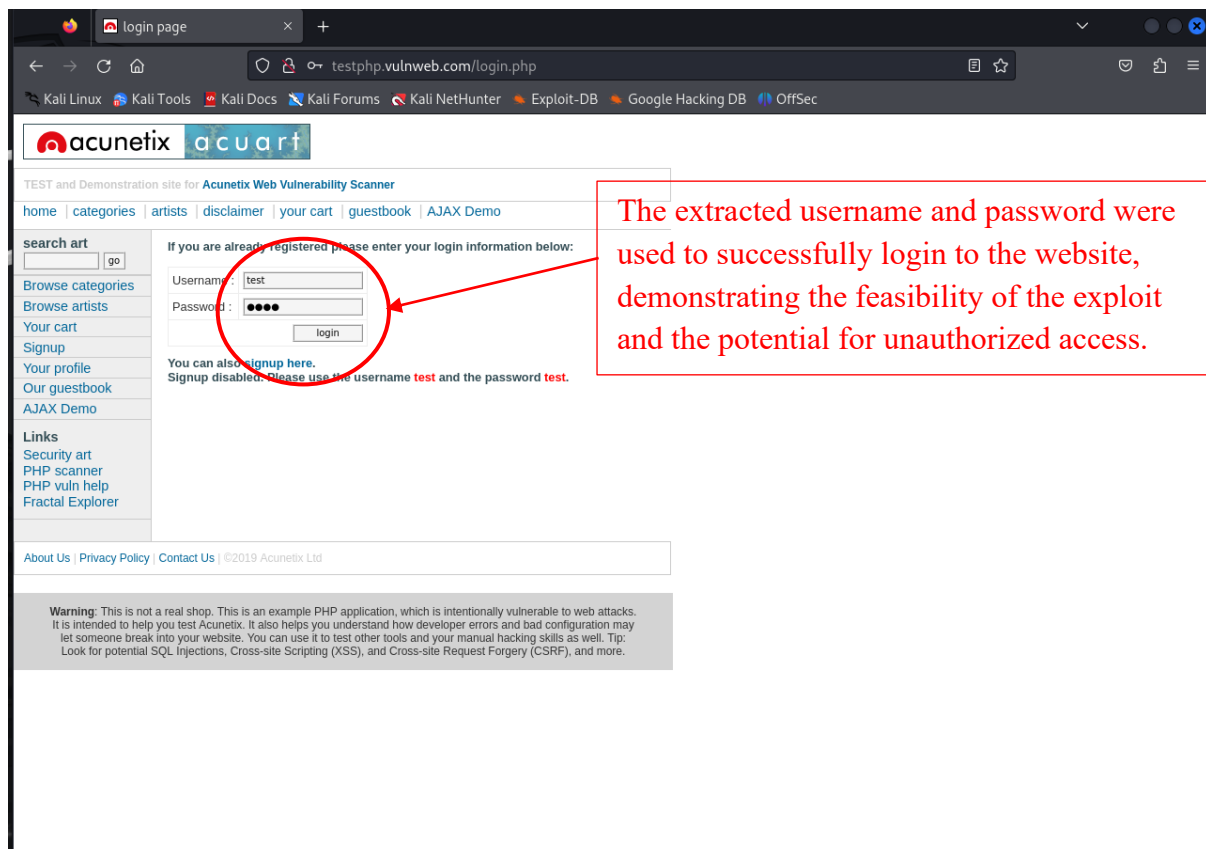 login page
testphp.vulnweb.com/login.php
Kali Linux Kali Tools Kali Docs Kali Forums Kali NetHunter Exploit-DB Google Hacking DB OffSec
acunetix acuart
TEST and Demonstration site for Acunetix Web Vulnerability Scanner
home | categories | artists | disclaimer | your cart | guestbook | AJAX Demo
search art
go
Browse categories
Browse artists
Your cart
Signup
Your profile
Our guestbook
AJAX Demo
Links
Security art
PHP scanner
PHP vuln help
Fractal Explorer
If you are already registered please enter your login information below:
Username : test
Password : ●●●●
login
You can also signup here.
Signup disabled. Please use the username test and the password test.
The extracted username and password were
used to successfully login to the website,
demonstrating the feasibility of the exploit
and the potential for unauthorized access.
About Us | Privacy Policy | Contact Us | ©2019 Acunetix Ltd
Warning: This is not a real shop. This is an example PHP application, which is intentionally vulnerable to web attacks.
It is intended to help you test Acunetix. It also helps you understand how developer errors and bad configuration may
let someone break into your website. You can use it to test other tools and your manual hacking skills as well. Tip:
Look for potential SQL Injections, Cross-site Scripting (XSS), and Cross-site Request Forgery (CSRF), and more.